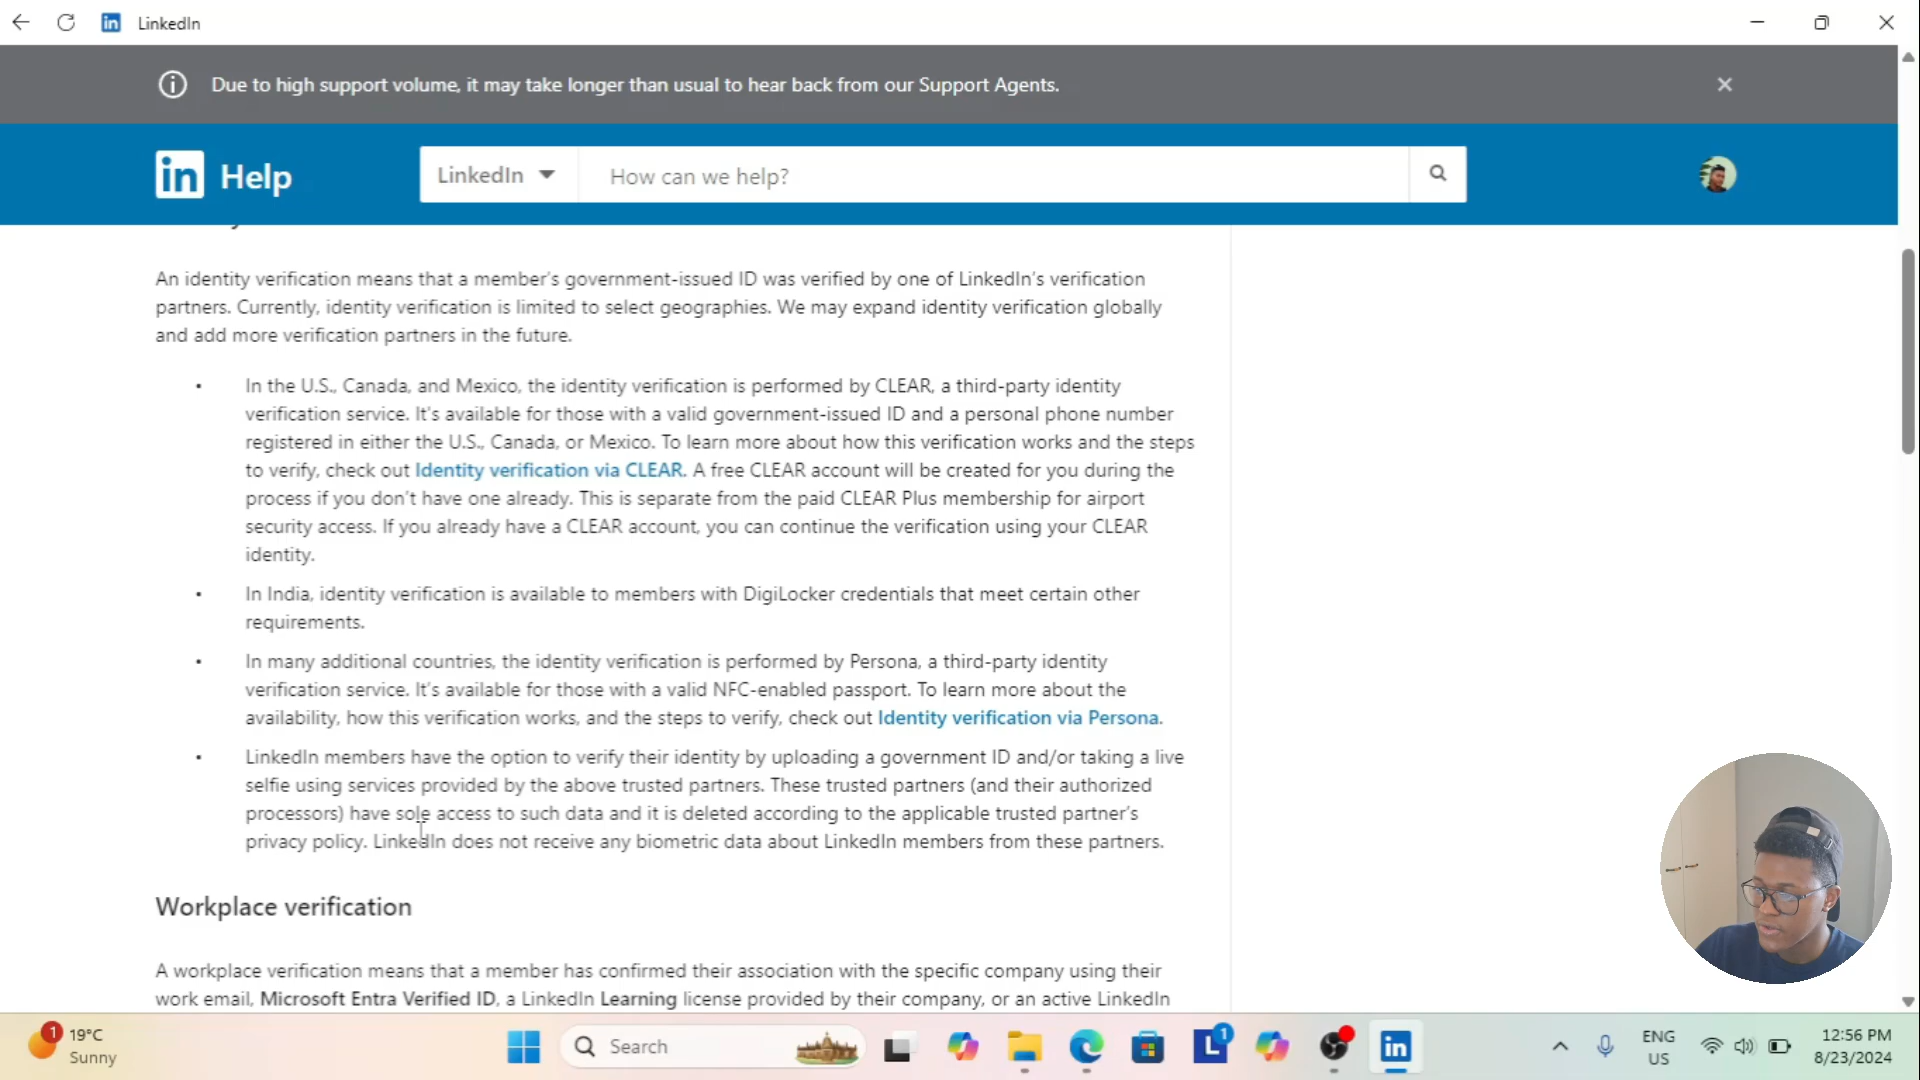 LinkedIn
Due to high support volume, it may take longer than usual to hear back from our Support Agents.
in Help
LinkedIn
How can we help?
An identity verification means that a member's government-issued ID was verified by one of LinkedIn's verification
partners. Currently, identity verification is limited to select geographies. We may expand identity verification globally
and add more verification partners in the future.
• In the U.S., Canada, and Mexico, the identity verification is performed by CLEAR, a third-party identity
verification service. It's available for those with a valid government-issued ID and a personal phone number
registered in either the U.S., Canada, or Mexico. To learn more about how this verification works and the steps
to verify, check out Identity verification via CLEAR. A free CLEAR account will be created for you during the
process if you don't have one already. This is separate from the paid CLEAR Plus membership for airport
security access. If you already have a CLEAR account, you can continue the verification using your CLEAR
identity.
• In India, identity verification is available to members with DigiLocker credentials that meet certain other
requirements.
• In many additional countries, the identity verification is performed by Persona, a third-party identity
verification service. It's available for those with a valid NFC-enabled passport. To learn more about the
availability, how this verification works, and the steps to verify, check out Identity verification via Persona.
• LinkedIn members have the option to verify their identity by uploading a government ID and/or taking a live
selfie using services provided by the above trusted partners. These trusted partners (and their authorized
processors) have sole access to such data and it is deleted according to the applicable trusted partner's
privacy policy. LinkedIn does not receive any biometric data about LinkedIn members from these partners.
Workplace verification
A workplace verification means that a member has confirmed their association with the specific company using their
work email, Microsoft Entra Verified ID, a LinkedIn Learning license provided by their company, or an active LinkedIn
1
19°C
Sunny
Search
L
1
in
ENG
US
12:56 PM
8/23/2024